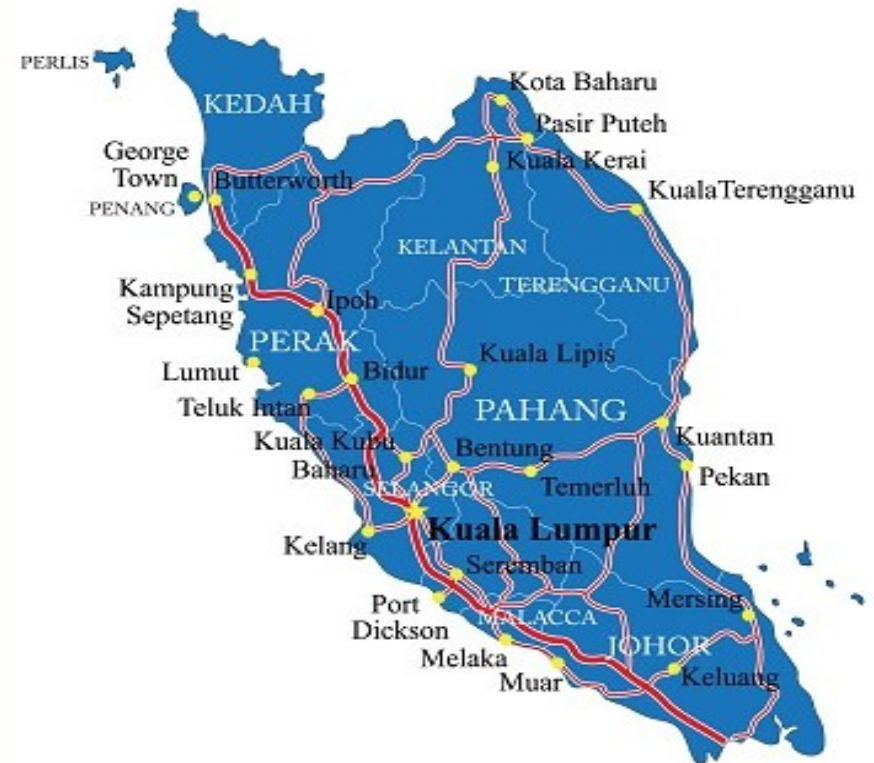 PERLIS
KEDAH
Kota Baharu
Pasir Puteh
George
Town
Kuala Kerai
Butterworth
KualaTerengganu
PENANG
KELANTAN
TERENGGANU
Kampung
Sepetang
Ipoh
PERAK
Kuala Lipis
Lumut
Bidur
Teluk Intan
PAHANG
Kuala Kubu
Baharu
Bentung
Kuantan
SELANGOR
Temerluh
Pekan
Kuala Lumpur
Kelang
Seremban
Port
Dickson
MALACCA
Mersing
Melaka
JOHOR
Muar
Keluang